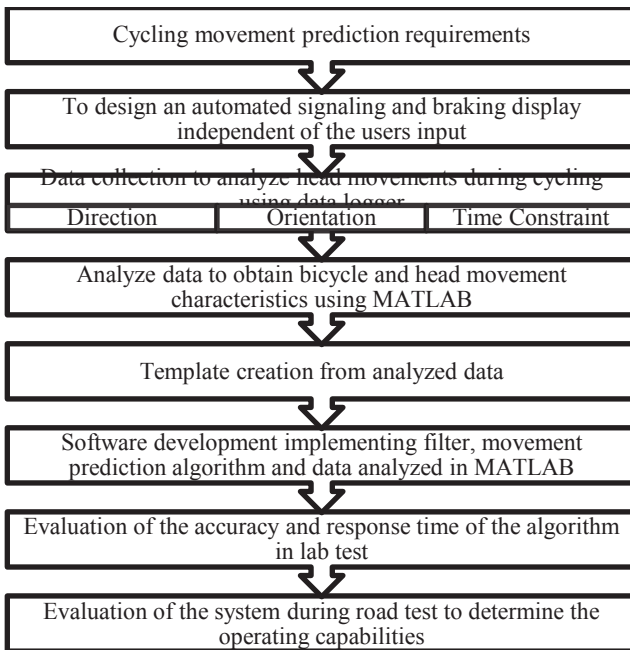 Cycling movement prediction requirements
To design an automated signaling and braking display
independent of the users input
Data collection to analyze head movements during cycling
using data logger
Direction
Orientation
Time Constraint
Analyze data to obtain bicycle and head movement
characteristics using MATLAB
Template creation from analyzed data
Software development implementing filter, movement
prediction algorithm and data analyzed in MATLAB
Evaluation of the accuracy and response time of the algorithm
in lab test
Evaluation of the system during road test to determine the
operating capabilities